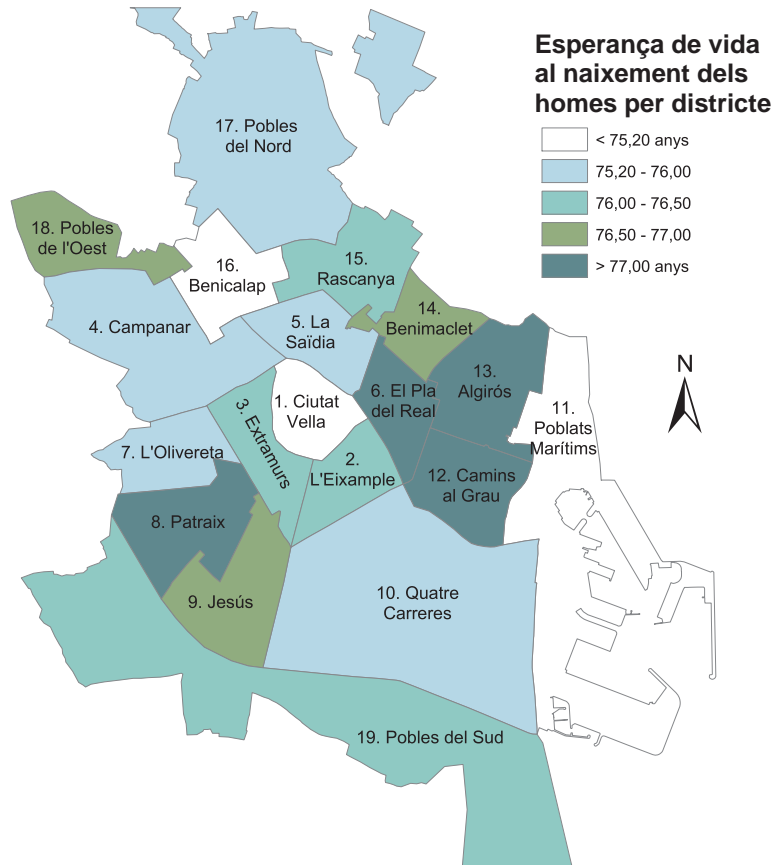 Esperança de vida
al naixement dels
homes per districte
< 75,20 anys
75,20 - 76,00
76,00 - 76,50
76,50 - 77,00
> 77,00 anys
17. Pobles
del Nord
18. Pobles
de l'Oest
16.
Benicalap
15.
Rascanya
14.
Benimaclet
4. Campanar
5. La
Saïdia
13.
Algirós
6. El Pla
del Real
N
1. Ciutat
Vella
3. Extramurs
11.
Poblats
Marítims
7. L'Olivereta
2.
L'Eixample
12. Camins
al Grau
8. Patraix
9. Jesús
10. Quatre
Carreres
19. Pobles del Sud